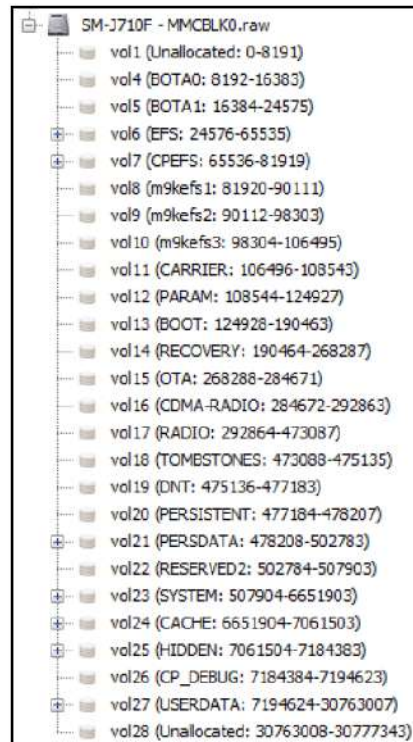 SM-J710F - MMCBLK0.raw
vol1 (Unallocated: 0-8191)
vol4 (BOTA0: 8192-16383)
vol5 (BOTA1: 16384-24575)
vol6 (EFS: 24576-65535)
vol7 (CPEFS: 65536-81919)
vol8 (m9kefs1: 81920-90111)
vol9 (m9kefs2: 90112-98303)
vol10 (m9kefs3: 98304-106495)
vol11 (CARRIER: 106496-108543)
vol12 (PARAM: 108544-124927)
vol13 (BOOT: 124928-190463)
vol14 (RECOVERY: 190464-268287)
vol15 (OTA: 268288-284671)
vol16 (CDMA-RADIO: 284672-292863)
vol17 (RADIO: 292864-473087)
vol18 (TOMBSTONES: 473088-475135)
vol19 (DNT: 475136-477183)
vol20 (PERSISTENT: 477184-478207)
vol21 (PERSDATA: 478208-502783)
vol22 (RESERVED2: 502784-507903)
vol23 (SYSTEM: 507904-6651903)
vol24 (CACHE: 6651904-7061503)
vol25 (HIDDEN: 7061504-7184383)
vol26 (CP_DEBUG: 7184384-7194623)
vol27 (USERDATA: 7194624-30763007)
vol28 (Unallocated: 30763008-30777343)